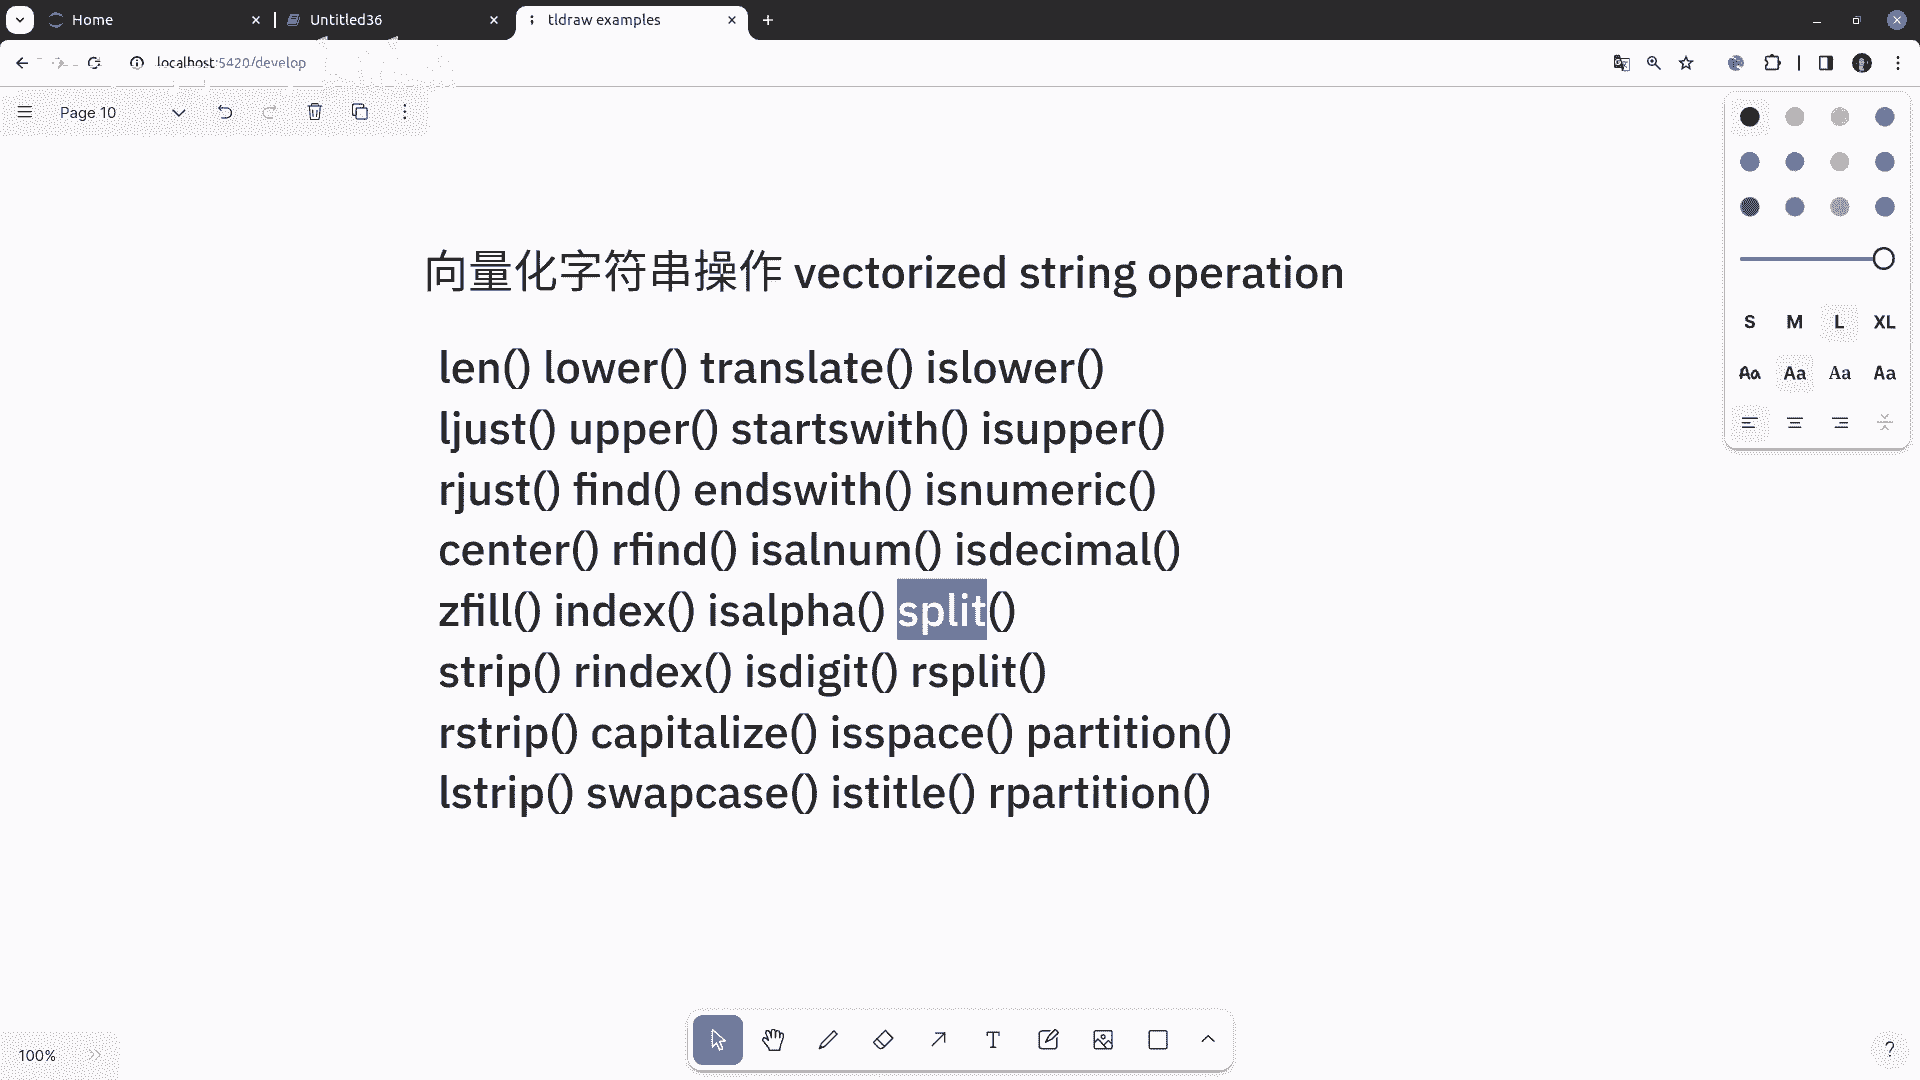 Home
Untitled36
tldraw examples
localhost:5420/develop
Page 10
向量化字符串操作 vectorized string operation
len() lower() translate() islower()
ljust() upper() startswith() isupper()
rjust() find() endswith() isnumeric()
center() rfind() isalnum() isdecimal()
zfill() index() isalpha() split()
strip() rindex() isdigit() rsplit()
rstrip() capitalize() isspace() partition()
lstrip() swapcase() istitle() rpartition()
S M L XL
Aa Aa Aa Aa
100%
?